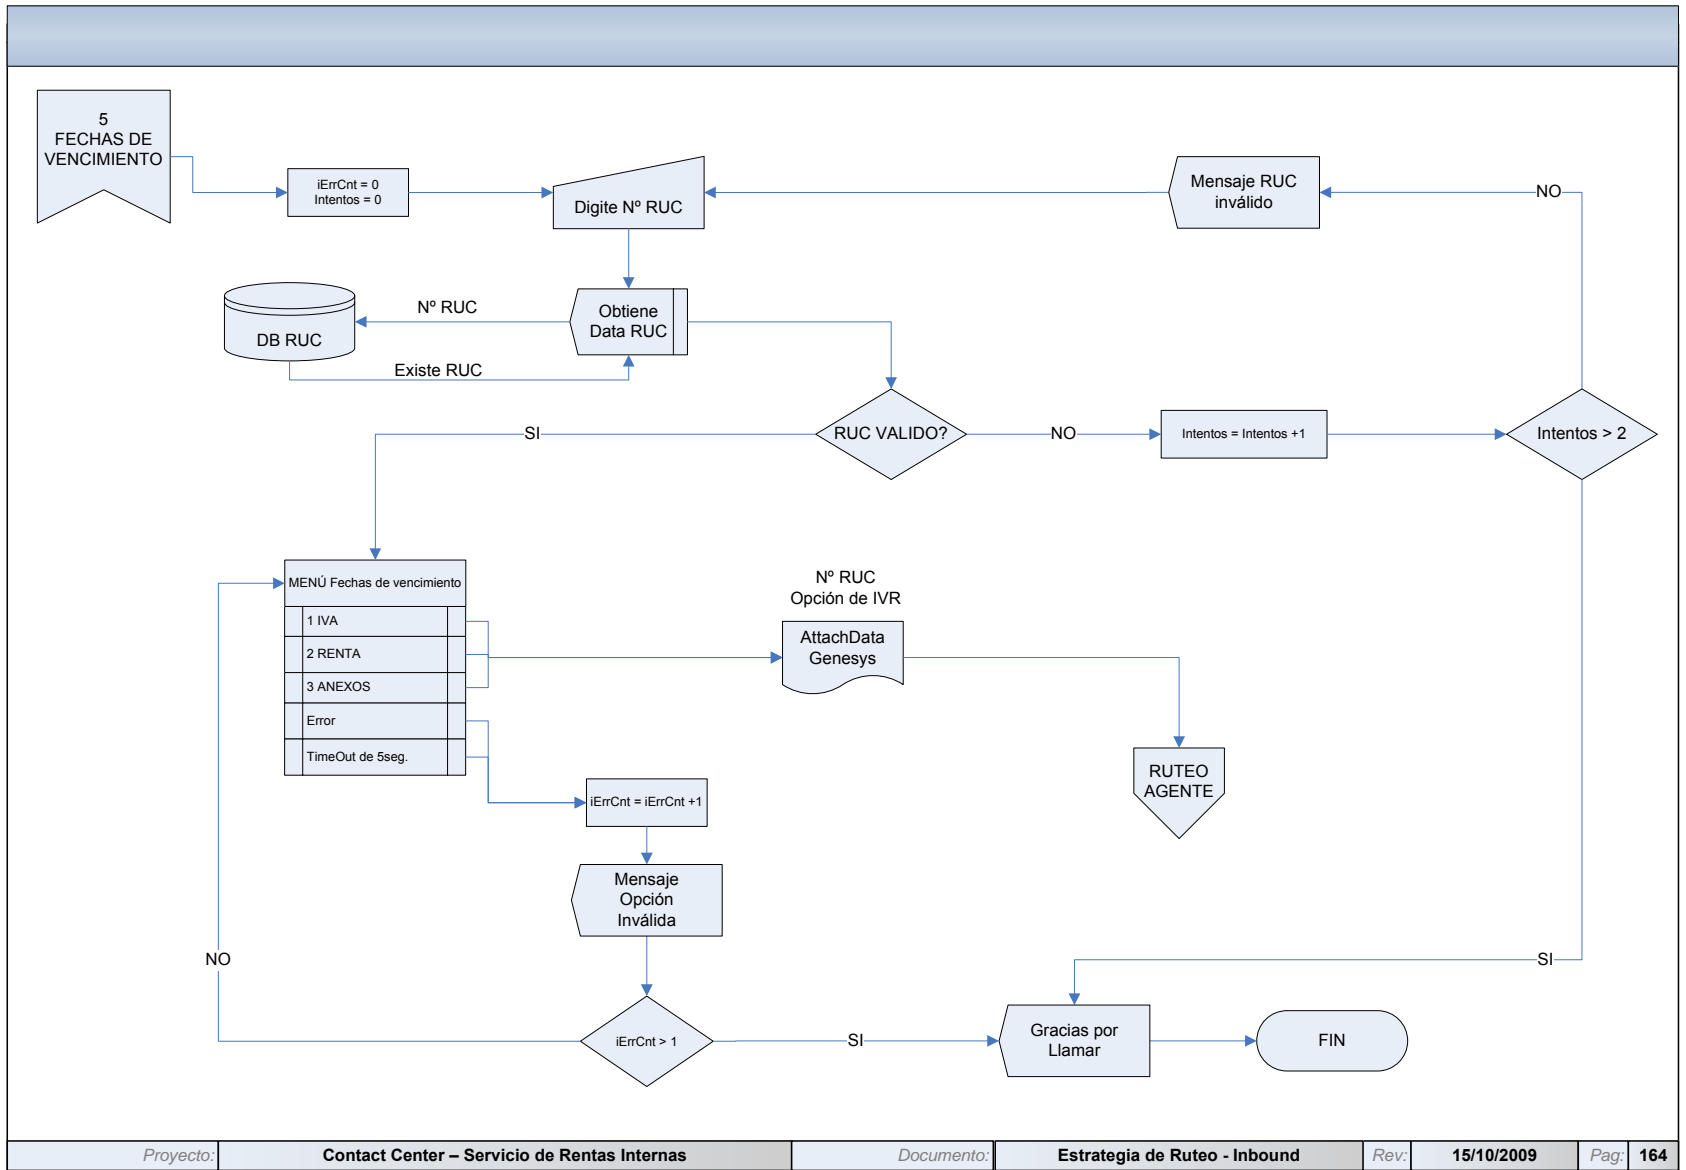 5
FECHAS DE
VENCIMIENTO
iErrCnt = 0
Intentos = 0
Digite Nº RUC
Mensaje RUC
inválido
NO
DB RUC
Nº RUC
Existe RUC
Obtiene
Data RUC
SI
RUC VALIDO?
NO
Intentos = Intentos +1
Intentos > 2
MENÚ Fechas de vencimiento
1 IVA
2 RENTA
3 ANEXOS
Error
TimeOut de 5seg.
Nº RUC
Opción de IVR
AttachData
Genesys
RUTEO
AGENTE
iErrCnt = iErrCnt +1
Mensaje
Opción
Inválida
NO
iErrCnt > 1
SI
SI
Gracias por
Llamar
FIN
Proyecto: Contact Center – Servicio de Rentas Internas Documento: Estrategia de Ruteo - Inbound Rev: 15/10/2009 Pag: 164